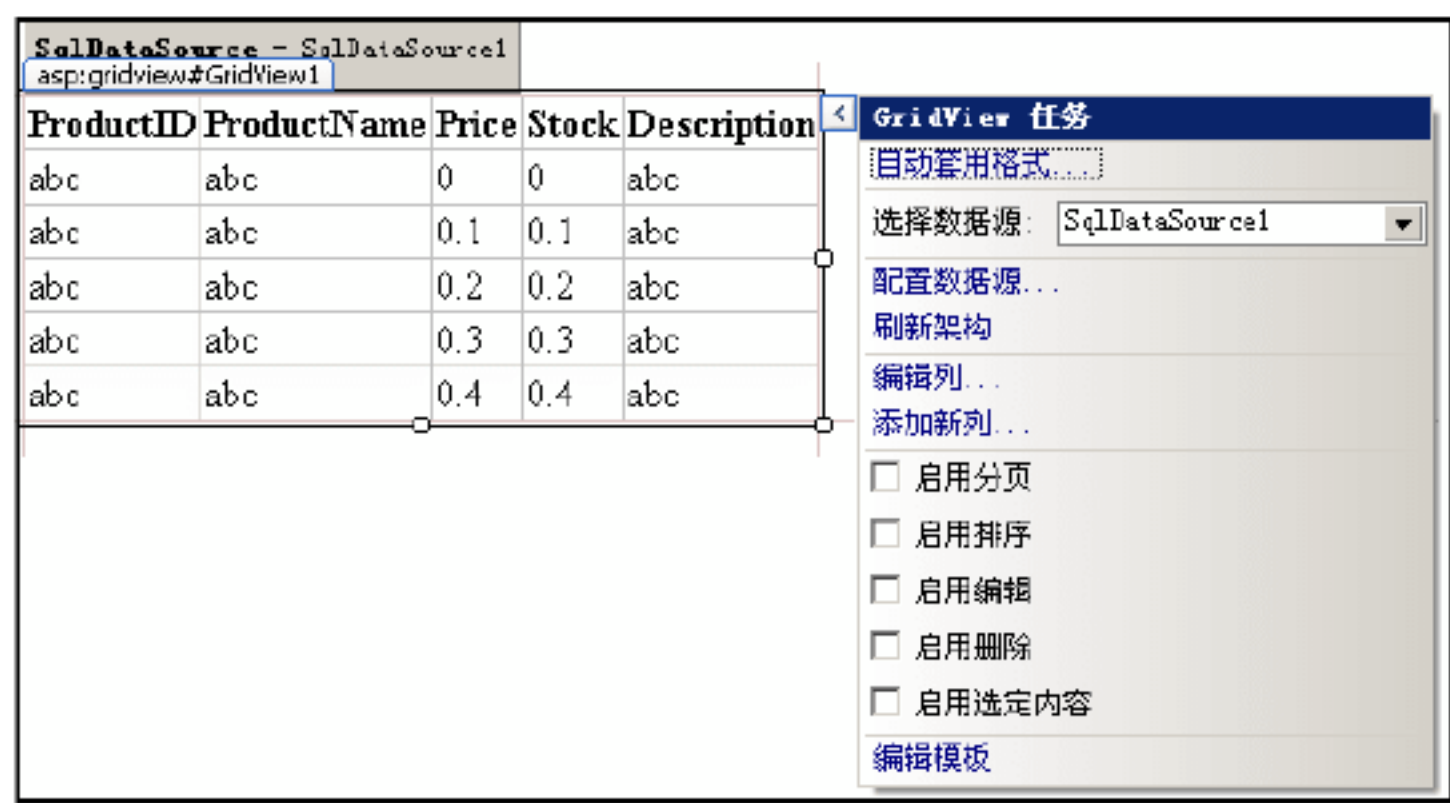 SqlDataSource - SqlDataSource1
asp:gridview#GridView1
ProductID ProductName Price Stock Description
abc abc 0 0 abc
abc abc 0.1 0.1 abc
abc abc 0.2 0.2 abc
abc abc 0.3 0.3 abc
abc abc 0.4 0.4 abc
GridView 任务
自动套用格式...
选择数据源: SqlDataSource1
配置数据源...
刷新架构
编辑列...
添加新列...
启用分页
启用排序
启用编辑
启用删除
启用选定内容
编辑模板